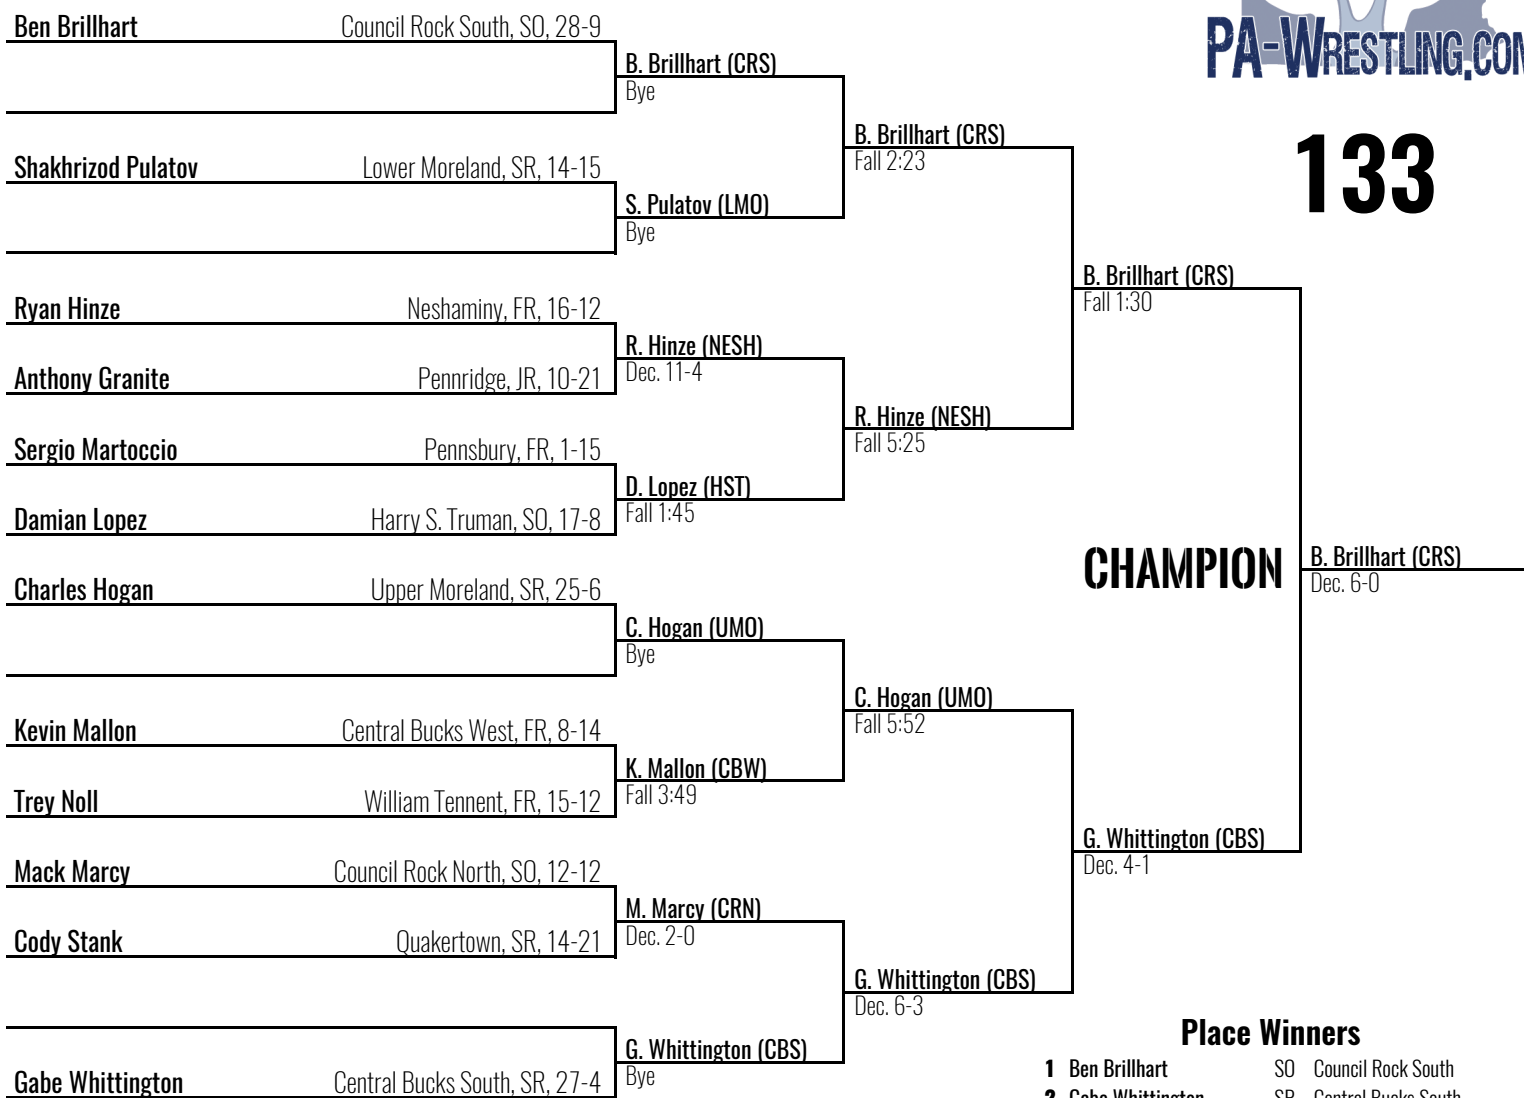 Ben Brillhart Council Rock South, SO, 28-9
B. Brillhart (CRS)
Bye
PA-WRESTLING.COM
133
B. Brillhart (CRS)
Fall 2:23
Shakhrizod Pulatov Lower Moreland, SR, 14-15
S. Pulatov (LMO)
Bye
B. Brillhart (CRS)
Fall 1:30
Ryan Hinze Neshaminy, FR, 16-12
R. Hinze (NESH)
Dec. 11-4
Anthony Granite Pennridge, JR, 10-21
R. Hinze (NESH)
Fall 5:25
Sergio Martoccio Pennsbury, FR, 1-15
D. Lopez (HST)
Fall 1:45
Damian Lopez Harry S. Truman, SO, 17-8
CHAMPION
B. Brillhart (CRS)
Dec. 6-0
Charles Hogan Upper Moreland, SR, 25-6
C. Hogan (UMO)
Bye
C. Hogan (UMO)
Fall 5:52
Kevin Mallon Central Bucks West, FR, 8-14
K. Mallon (CBW)
Fall 3:49
Trey Noll William Tennent, FR, 15-12
G. Whittington (CBS)
Dec. 4-1
Mack Marcy Council Rock North, SO, 12-12
M. Marcy (CRN)
Dec. 2-0
Cody Stank Quakertown, SR, 14-21
G. Whittington (CBS)
Dec. 6-3
G. Whittington (CBS)
Bye
Gabe Whittington Central Bucks South, SR, 27-4
Place Winners
1 Ben Brillhart SO Council Rock South
2 Gabe Whittington SR Central Bucks South